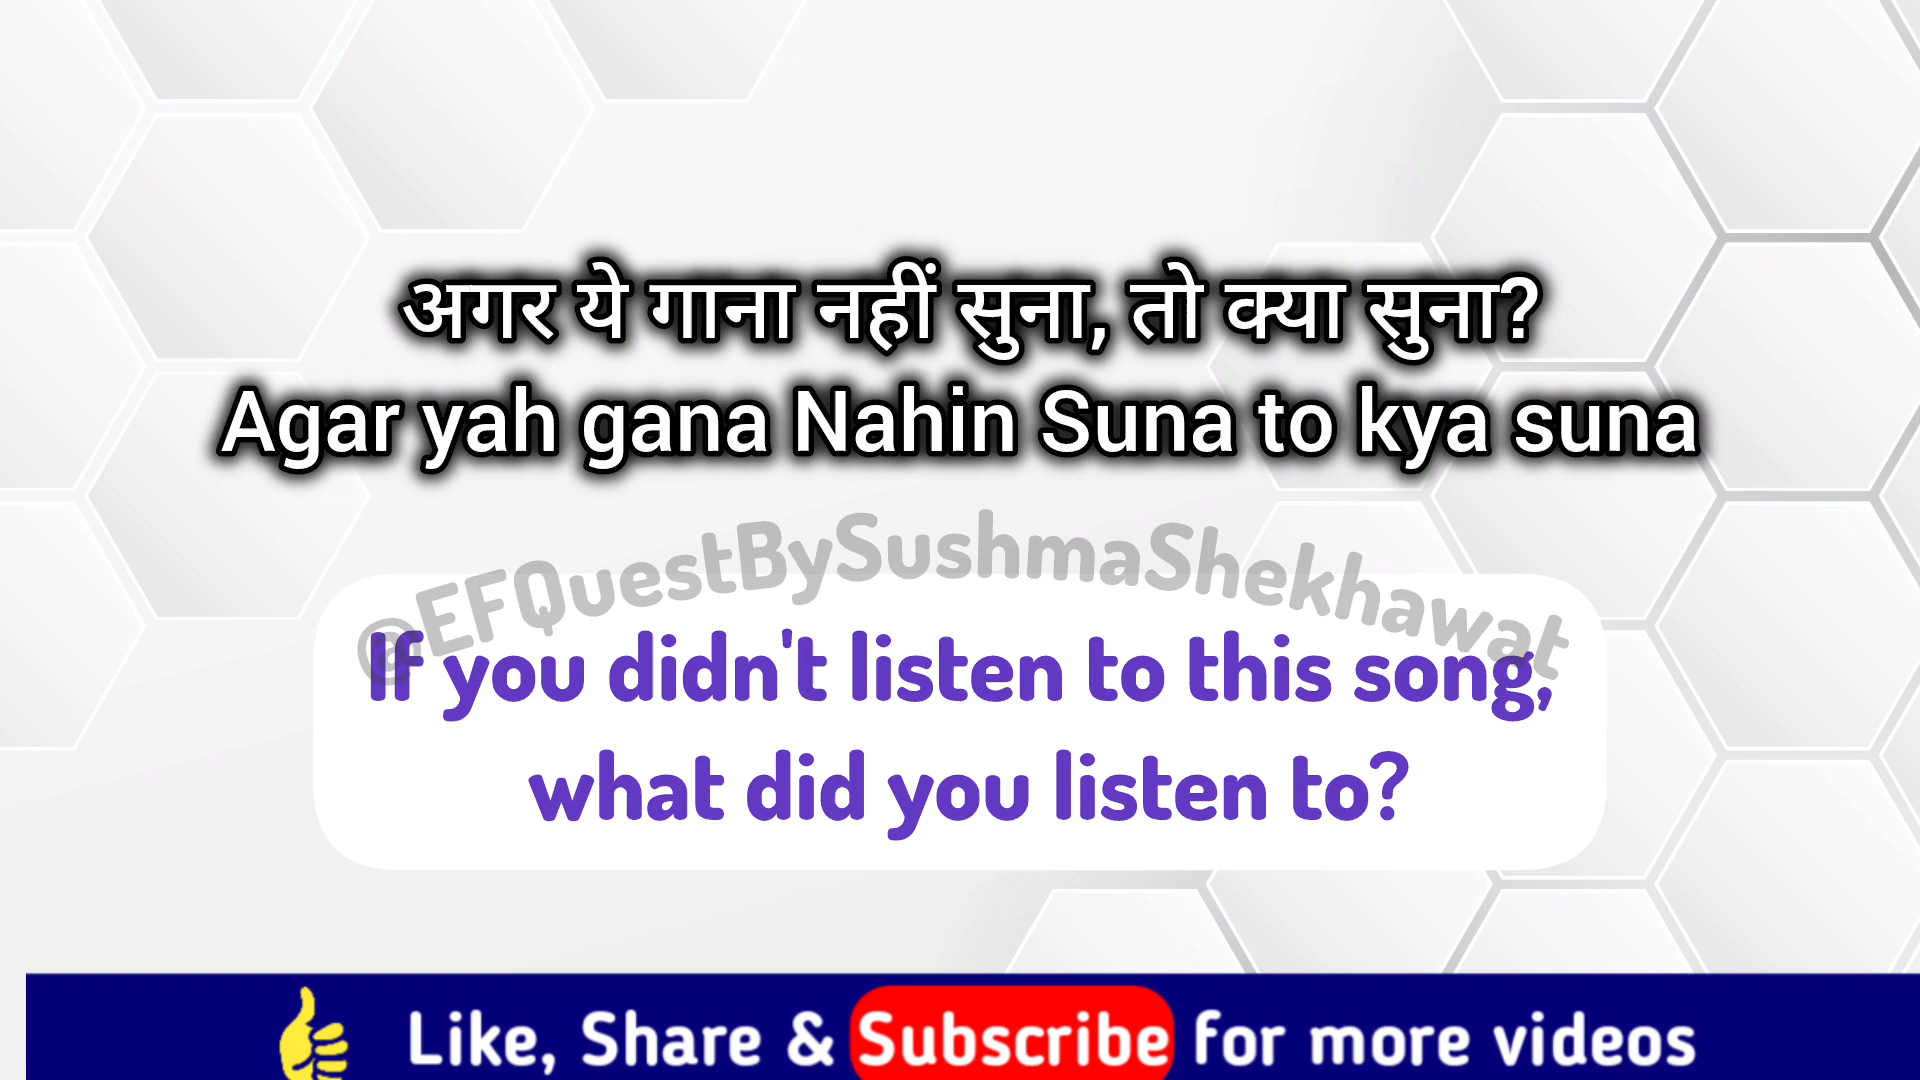 अगर ये गाना नहीं सुना, तो क्या सुना?
Agar yah gana Nahin Suna to kya suna
@EFQuestBySushmaShekhawat
If you didn't listen to this song,
what did you listen to?
Like, Share & Subscribe for more videos